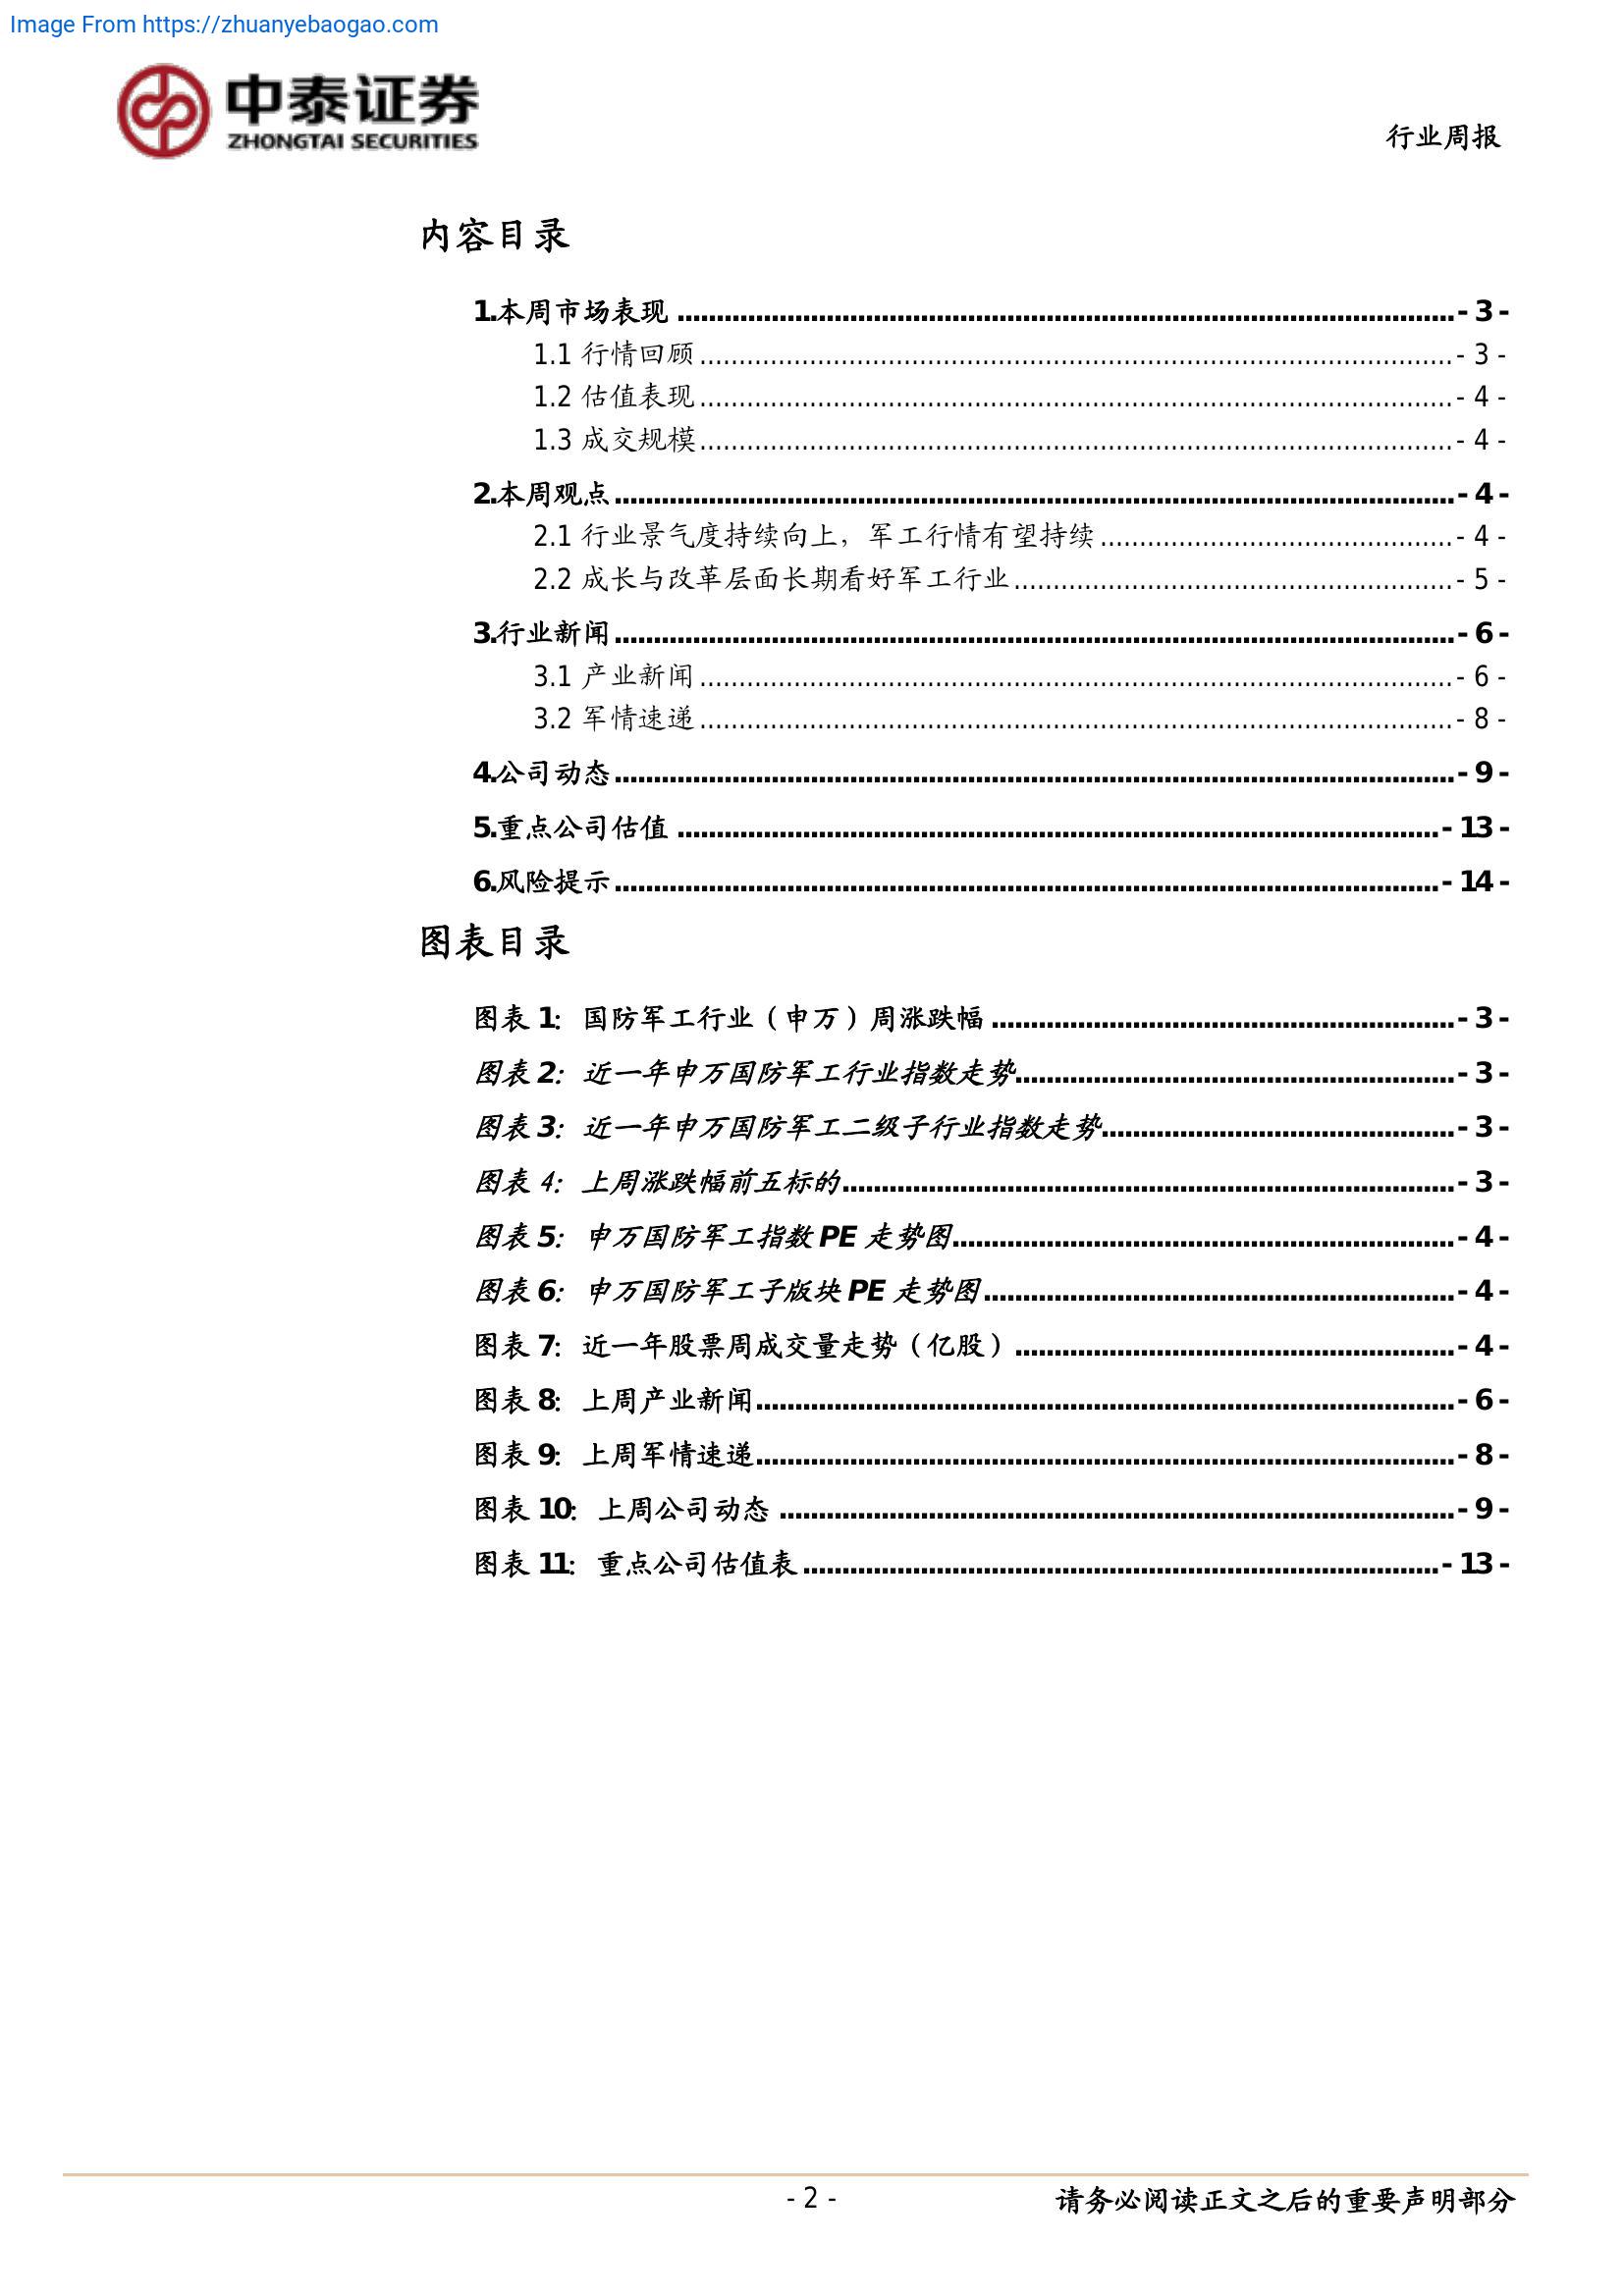 Image From https://zhuanyebaogao.com
中泰证券
ZHONGTAI SECURITIES
行业周报
内容目录
1.本周市场表现 ........................................ - 3 -
1.1 行情回顾 ........................................ - 3 -
1.2 估值表现 ........................................ - 4 -
1.3 成交规模 ........................................ - 4 -
2.本周观点 ........................................ - 4 -
2.1 行业景气度持续向上，军工行情有望持续 ........................................ - 4 -
2.2 成长与改革层面长期看好军工行业 ........................................ - 5 -
3.行业新闻 ........................................ - 6 -
3.1 产业新闻 ........................................ - 6 -
3.2 军情速递 ........................................ - 8 -
4.公司动态 ........................................ - 9 -
5.重点公司估值 ........................................ - 13 -
6.风险提示 ........................................ - 14 -
图表目录
图表 1：国防军工行业（申万）周涨跌幅 ........................................ - 3 -
图表 2：近一年申万国防军工行业指数走势 ........................................ - 3 -
图表 3：近一年申万国防军工二级子行业指数走势 ........................................ - 3 -
图表 4：上周涨跌幅前五标的 ........................................ - 3 -
图表 5：申万国防军工指数 PE 走势图 ........................................ - 4 -
图表 6：申万国防军工子版块 PE 走势图 ........................................ - 4 -
图表 7：近一年股票周成交量走势（亿股） ........................................ - 4 -
图表 8：上周产业新闻 ........................................ - 6 -
图表 9：上周军情速递 ........................................ - 8 -
图表 10：上周公司动态 ........................................ - 9 -
图表 11：重点公司估值表 ........................................ - 13 -
- 2 -
请务必阅读正文之后的重要声明部分